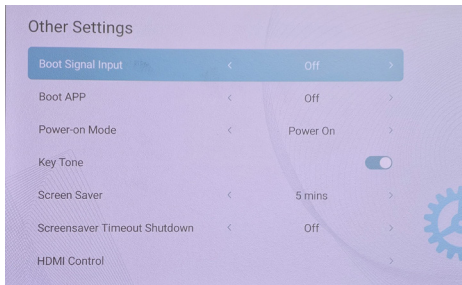 Other Settings
Boot Signal Input < Off >
Boot APP < Off >
Power-on Mode < Power On >
Key Tone
Screen Saver < 5 mins >
Screensaver Timeout Shutdown < Off >
HDMI Control >